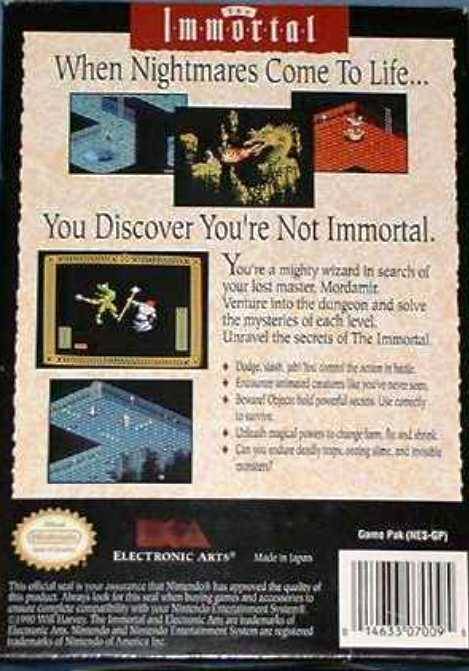 The
Immortal
When Nightmares Come To Life...
You Discover You're Not Immortal.
You're a mighty wizard in search of
your lost master, Mordamir.
Venture into the dungeon and solve
the mysteries of each level.
Unravel the secrets of The Immortal.
♦ Dodge, slash, jab! You control the action in battle.
♦ Encounter animated creatures like you've never seen.
♦ Beware! Objects hold powerful secrets. Use correctly
to survive.
♦ Unleash magical powers to change form, fly and shrink.
♦ Can you endure deadly traps, oozing slime, and invisible
monsters?
Official
Nintendo
Seal of Quality
EA
ELECTRONIC ARTS®
Made in Japan
Game Pak (NES-GP)
This official seal is your assurance that Nintendo® has approved the quality of
this product. Always look for this seal when buying games and accessories to
ensure complete compatibility with your Nintendo Entertainment System®.
©1990 Will Harvey. The Immortal and Electronic Arts are trademarks of
Electronic Arts. Nintendo and Nintendo Entertainment System are registered
trademarks of Nintendo of America Inc.
14633 07009